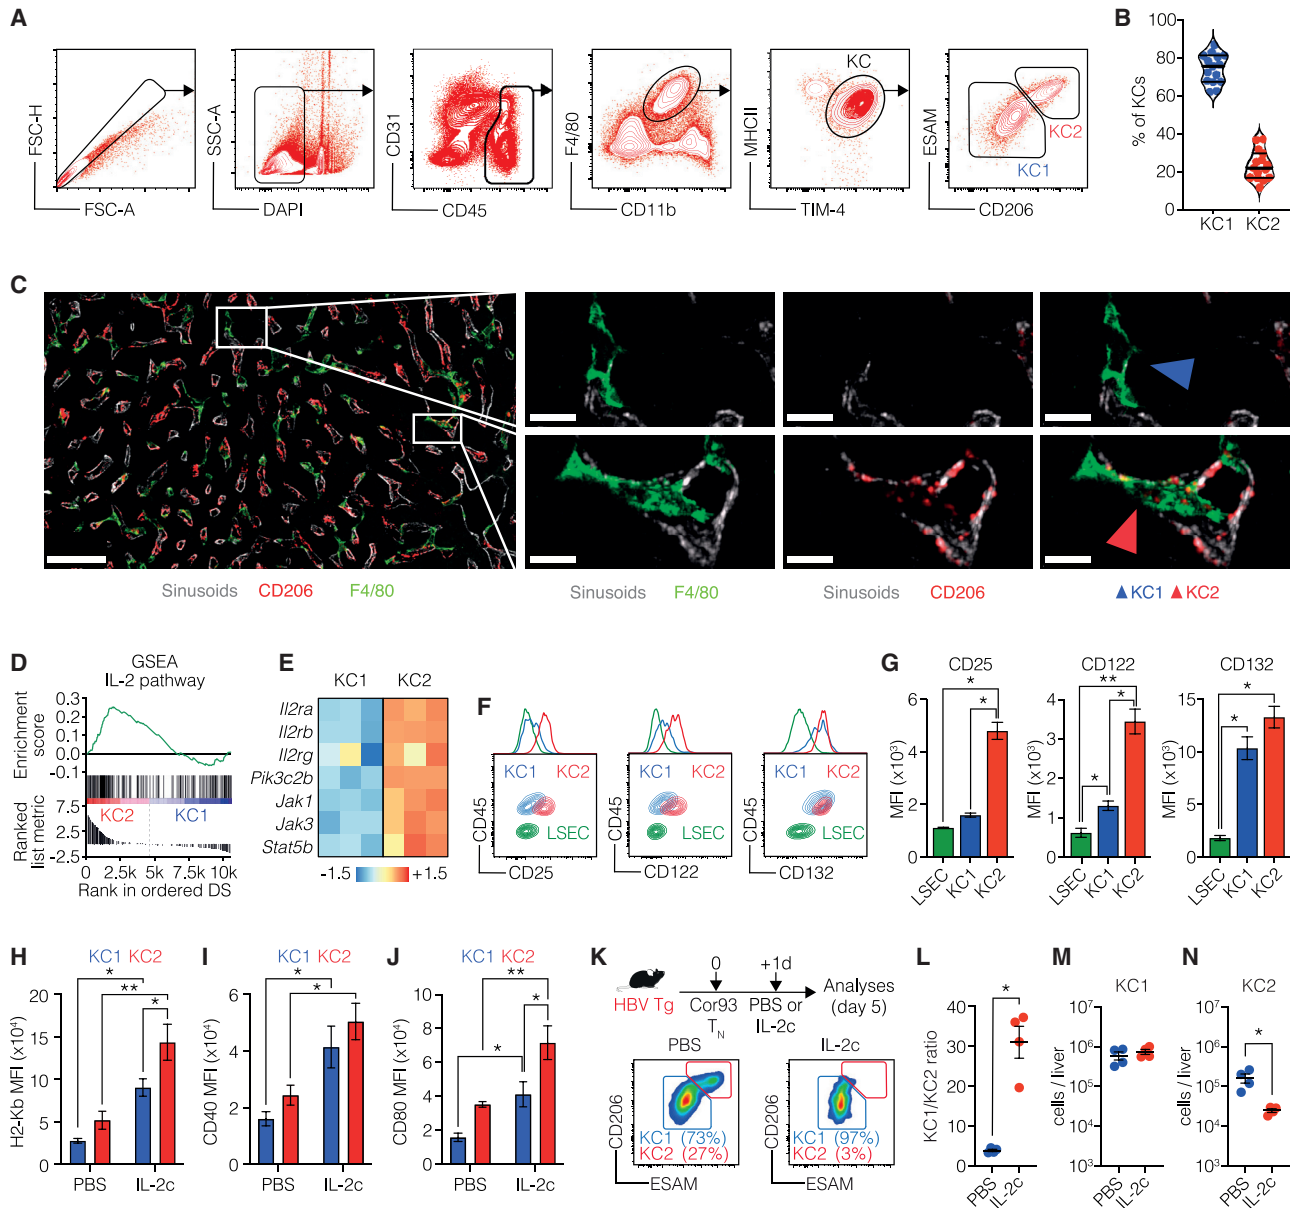 A
FSC-H
FSC-A
SSC-A
DAPI
CD31
CD45
F4/80
CD11b
KC
MHCII
TIM-4
KC2
KC1
ESAM
CD206
B
100
80
60
40
20
0
% of KCs
KC1 KC2
C
Sinusoids CD206 F4/80
Sinusoids F4/80
Sinusoids CD206
▲KC1 ▲KC2
D
GSEA
IL-2 pathway
0.3
0.2
0.1
0.0
-0.1
Enrichment score
KC2 KC1
7.5
2.5
-2.5
Ranked list metric
0 2.5k 5k 7.5k 10k
Rank in ordered DS
E
KC1 KC2
Il2ra
Il2rb
Il2rg
Pik3c2b
Jak1
Jak3
Stat5b
-1.5 +1.5
F
KC1 KC2
LSEC
CD45
CD25
KC1 KC2
LSEC
CD45
CD122
KC1 KC2
LSEC
CD45
CD132
G
CD25
*
*
6
4
2
0
MFI (x10³)
LSEC KC1 KC2
CD122
**
*
*
4
3
2
1
0
MFI (x10³)
LSEC KC1 KC2
CD132
*
*
15
10
5
0
MFI (x10³)
LSEC KC1 KC2
H
KC1 KC2
*
**
*
20
15
10
5
0
H2-Kb MFI (x10⁴)
PBS IL-2c
I
KC1 KC2
*
*
6
4
2
0
CD40 MFI (x10⁴)
PBS IL-2c
J
KC1 KC2
**
*
*
10
8
6
4
2
0
CD80 MFI (x10⁴)
PBS IL-2c
K
HBV Tg
0 +1d
Cor93 TN
PBS or IL-2c
Analyses (day 5)
PBS
KC1 (73%)
KC2 (27%)
CD206
ESAM
IL-2c
KC1 (97%)
KC2 (3%)
CD206
ESAM
L
*
40
30
20
10
0
KC1/KC2 ratio
PBS IL-2c
M
KC1
10⁷
10⁶
10⁵
10⁴
10³
cells / liver
PBS IL-2c
N
KC2
*
10⁷
10⁶
10⁵
10⁴
10³
cells / liver
PBS IL-2c